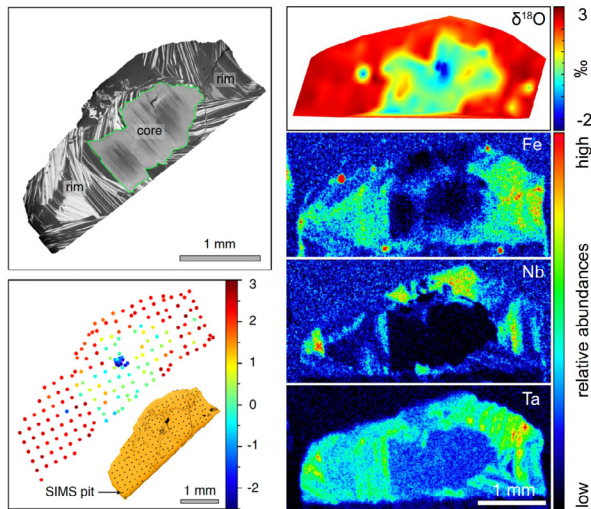 rim
core
rim
1 mm
δ¹⁸O
3
‰
-2
Fe
Nb
Ta
1 mm
high
relative abundances
low
3
2
1
0
-1
-2
SIMS pit
1 mm